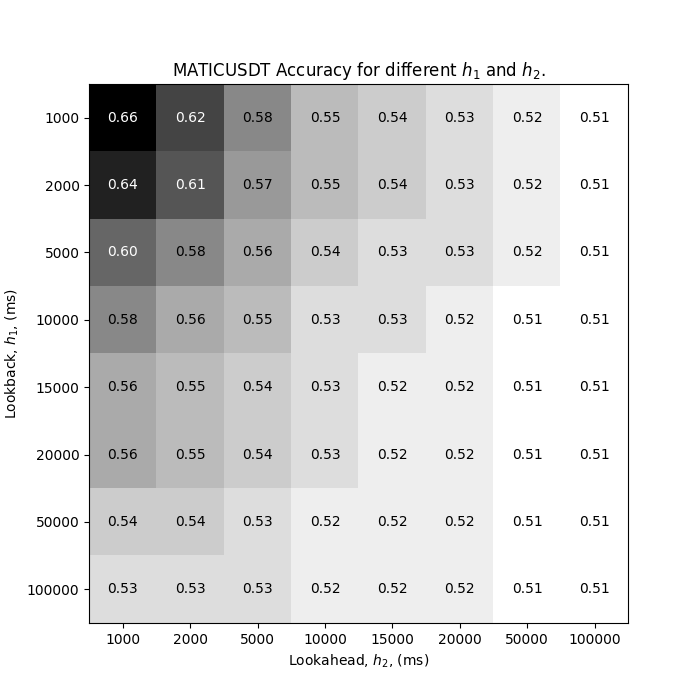 MATICUSDT Accuracy for different h₁ and h₂.
Lookback, h₁, (ms)
1000 0.66 0.62 0.58 0.55 0.54 0.53 0.52 0.51
2000 0.64 0.61 0.57 0.55 0.54 0.53 0.52 0.51
5000 0.60 0.58 0.56 0.54 0.53 0.53 0.52 0.51
10000 0.58 0.56 0.55 0.53 0.53 0.52 0.51 0.51
15000 0.56 0.55 0.54 0.53 0.52 0.52 0.51 0.51
20000 0.56 0.55 0.54 0.53 0.52 0.52 0.51 0.51
50000 0.54 0.54 0.53 0.52 0.52 0.52 0.51 0.51
100000 0.53 0.53 0.53 0.52 0.52 0.52 0.51 0.51
1000 2000 5000 10000 15000 20000 50000 100000
Lookahead, h₂, (ms)